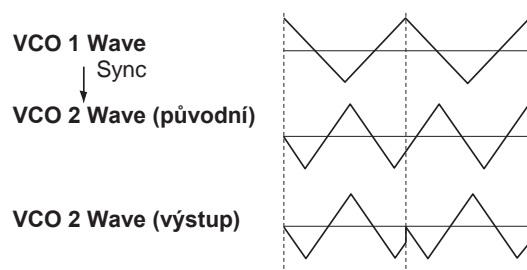 VCO 1 Wave
Sync
VCO 2 Wave (původní)
VCO 2 Wave (výstup)